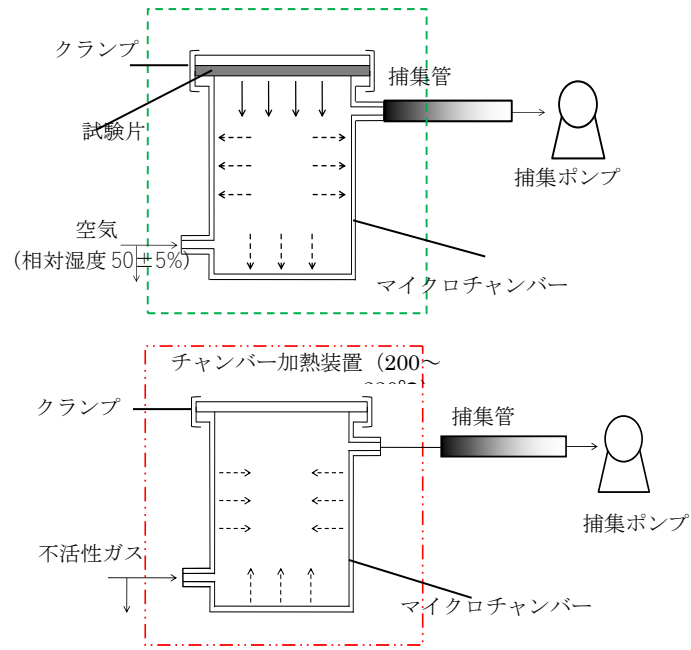 クランプ
捕集管
試験片
捕集ポンプ
空気
(相対湿度 50±5%)
マイクロチャンバー
チャンバー加熱装置（200～
クランプ
捕集管
捕集ポンプ
不活性ガス
マイクロチャンバー